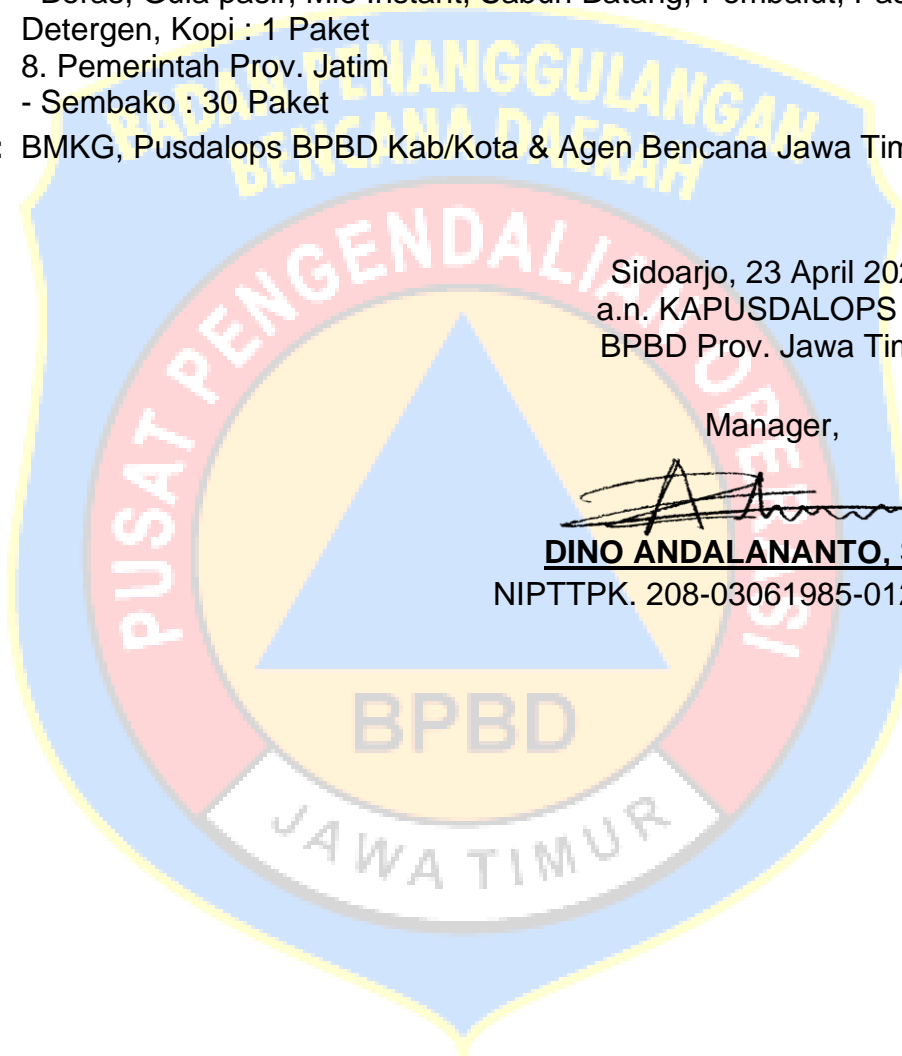 Detergen, Kopi : 1 Paket
8. Pemerintah Prov. Jatim
- Sembako : 30 Paket
: BMKG, Pusdalops BPBD Kab/Kota & Agen Bencana Jawa Tim
BADAN PENANGGULANGAN
BENCANA DAERAH
PUSAT PENGENDALIAN OPERASI
Sidoarjo, 23 April 202
a.n. KAPUSDALOPS
BPBD Prov. Jawa Tim
Manager,
DINO ANDALANANTO, S
NIPTTPK. 208-03061985-012
BPBD
JAWA TIMUR